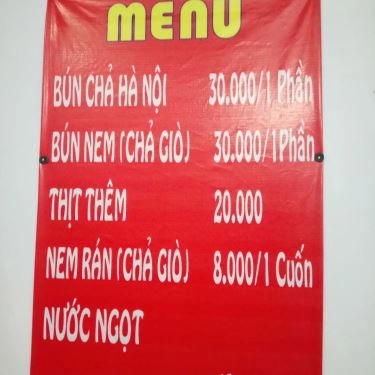 MENU
BÚN CHẢ HÀ NỘI 30.000/1 Phần
BÚN NEM (CHẢ GIÒ) 30.000/1 Phần
THỊT THÊM 20.000
NEM RÁN (CHẢ GIÒ) 8.000/1 Cuốn
NƯỚC NGỌT